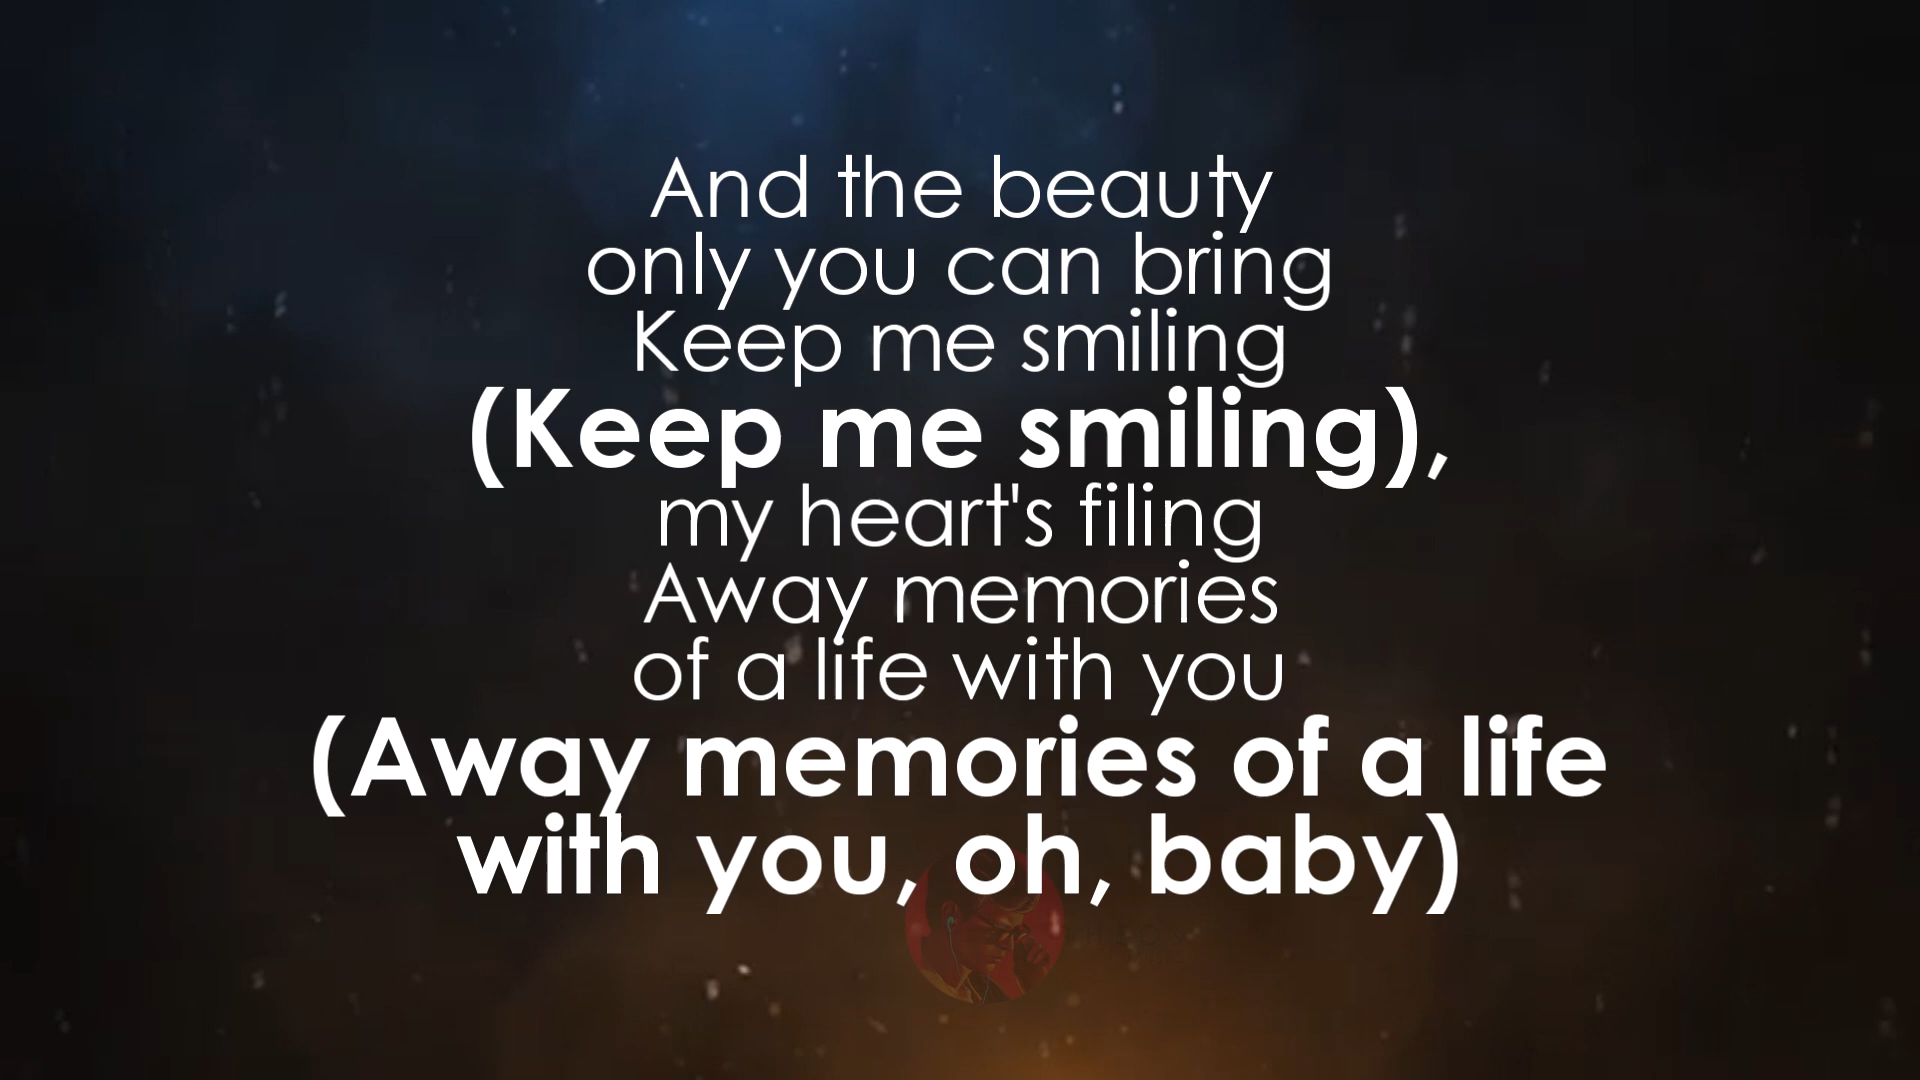 And the beauty
only you can bring
Keep me smiling
(Keep me smiling),
my heart's filing
Away memories
of a life with you
(Away memories of a life
with you, oh, baby)